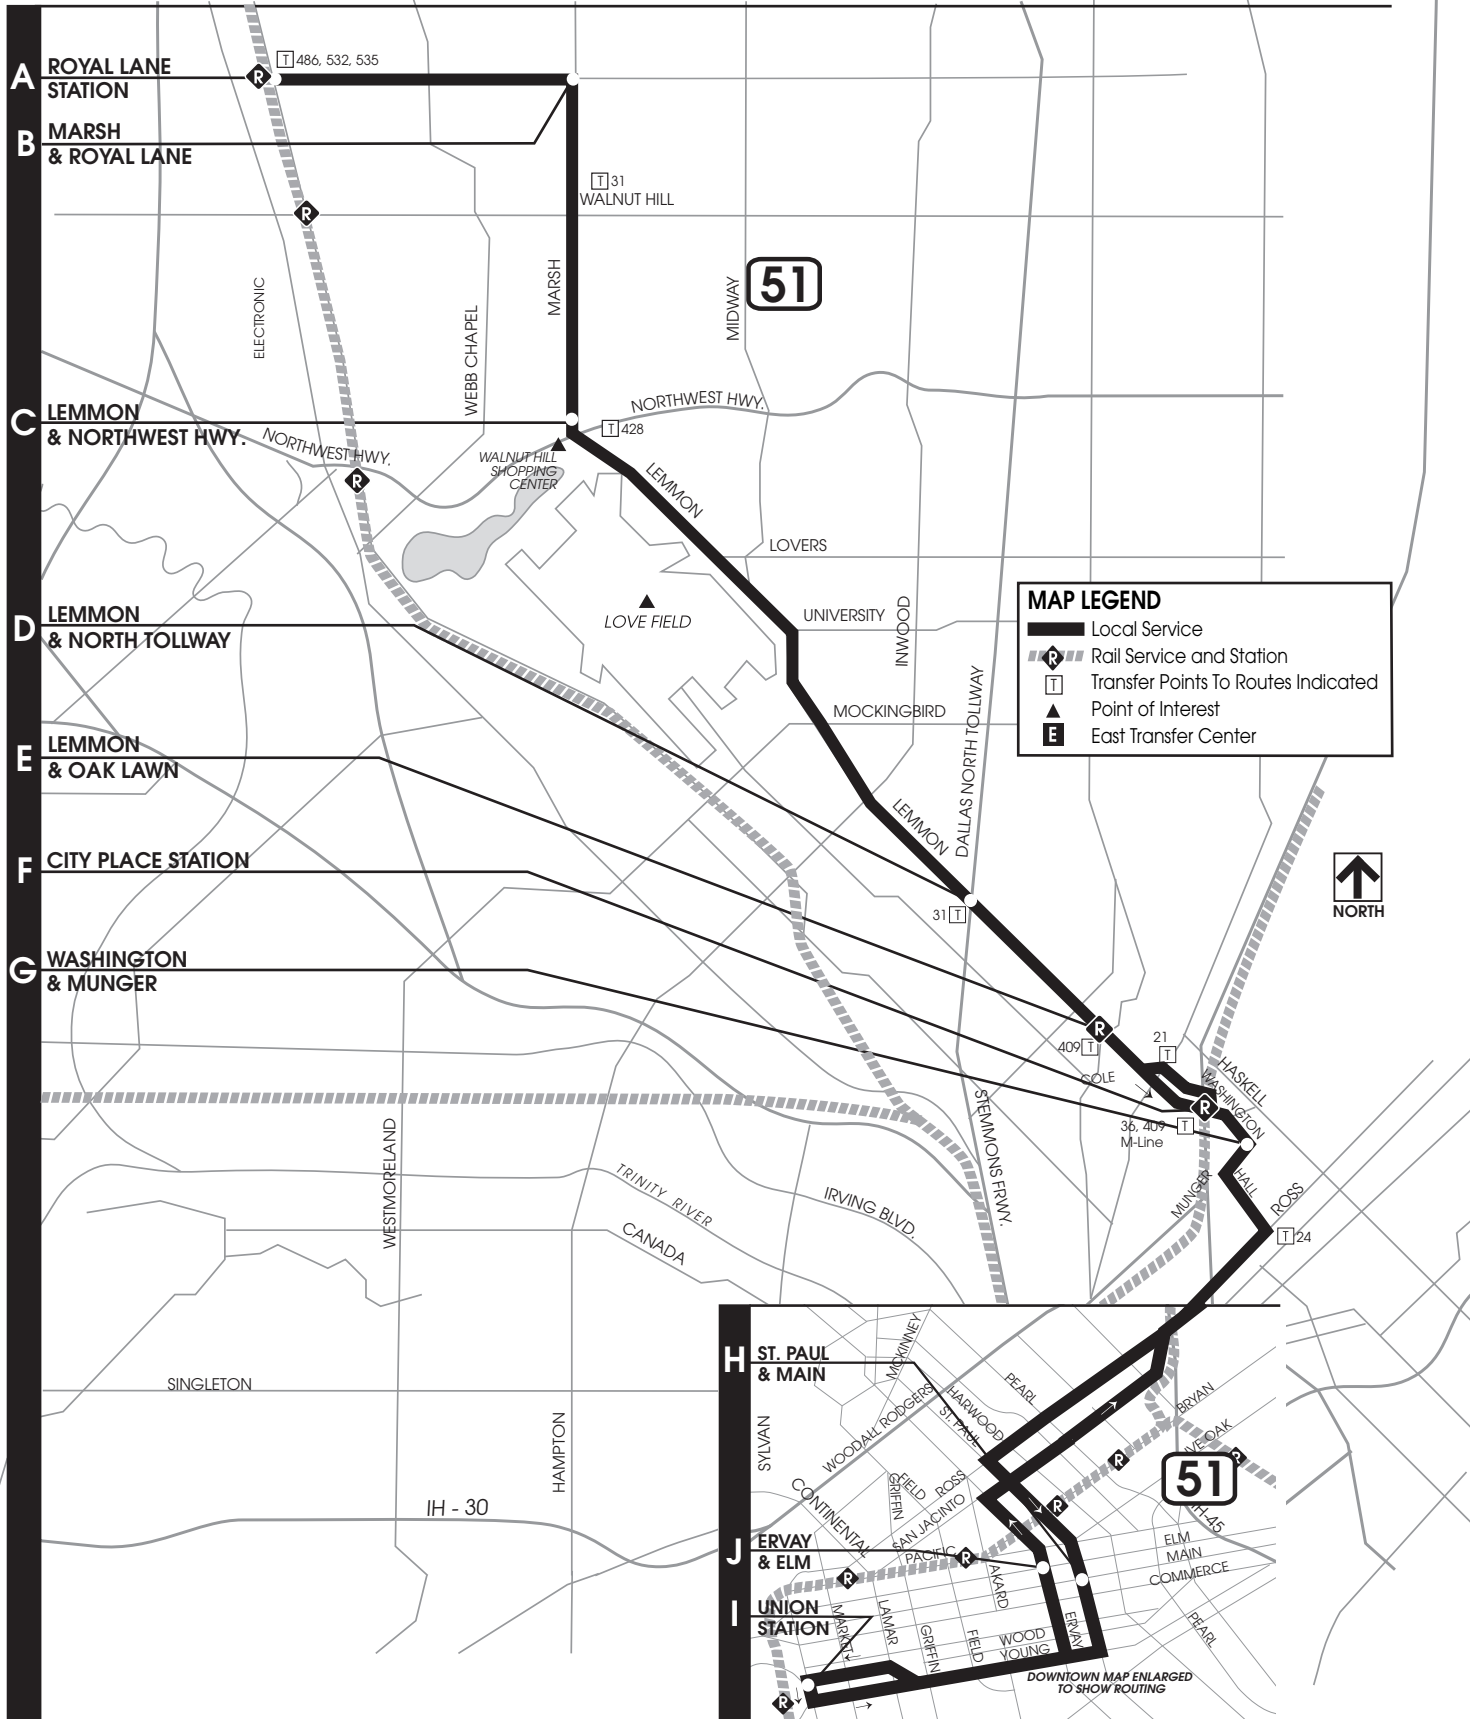 A
ROYAL LANE
STATION
R
T 486, 532, 535
B
MARSH
& ROYAL LANE
T 31
WALNUT HILL
R
51
ELECTRONIC
WEBB CHAPEL
MARSH
MIDWAY
C
LEMMON
& NORTHWEST HWY.
NORTHWEST HWY.
NORTHWEST HWY.
T 428
R
WALNUT HILL
SHOPPING
CENTER
LEMMON
LOVERS
LOVE FIELD
UNIVERSITY
INWOOD
MAP LEGEND
Local Service
R Rail Service and Station
T Transfer Points To Routes Indicated
Point of Interest
E East Transfer Center
D
LEMMON
& NORTH TOLLWAY
MOCKINGBIRD
DALLAS NORTH TOLLWAY
E
LEMMON
& OAK LAWN
LEMMON
F
CITY PLACE STATION
31 T
NORTH
G
WASHINGTON
& MUNGER
R
409 T
21
T
COLE
HASKELL
WASHINGTON
R
36, 409 T
M-Line
STEMMONS FRWY.
MUNGER
HALL
ROSS
T 24
WESTMORELAND
TRINITY RIVER
IRVING BLVD.
CANADA
SINGLETON
HAMPTON
IH - 30
SYLVAN
H
ST. PAUL
& MAIN
MCKINNEY
PEARL
HARWOOD
ST. PAUL
WOODALL RODGERS
BRYAN
IVE OAK
R
R
51
IH-45
CONTINENTAL
FIELD
GRIFFIN
ROSS
SAN JACINTO
R
PACIFIC
R
R
J
ERVAY
& ELM
ELM
MAIN
COMMERCE
AKARD
I
UNION
STATION
MARKET
LAMAR
GRIFFIN
FIELD
WOOD
YOUNG
ERVAY
PEARL
R
DOWNTOWN MAP ENLARGED
TO SHOW ROUTING